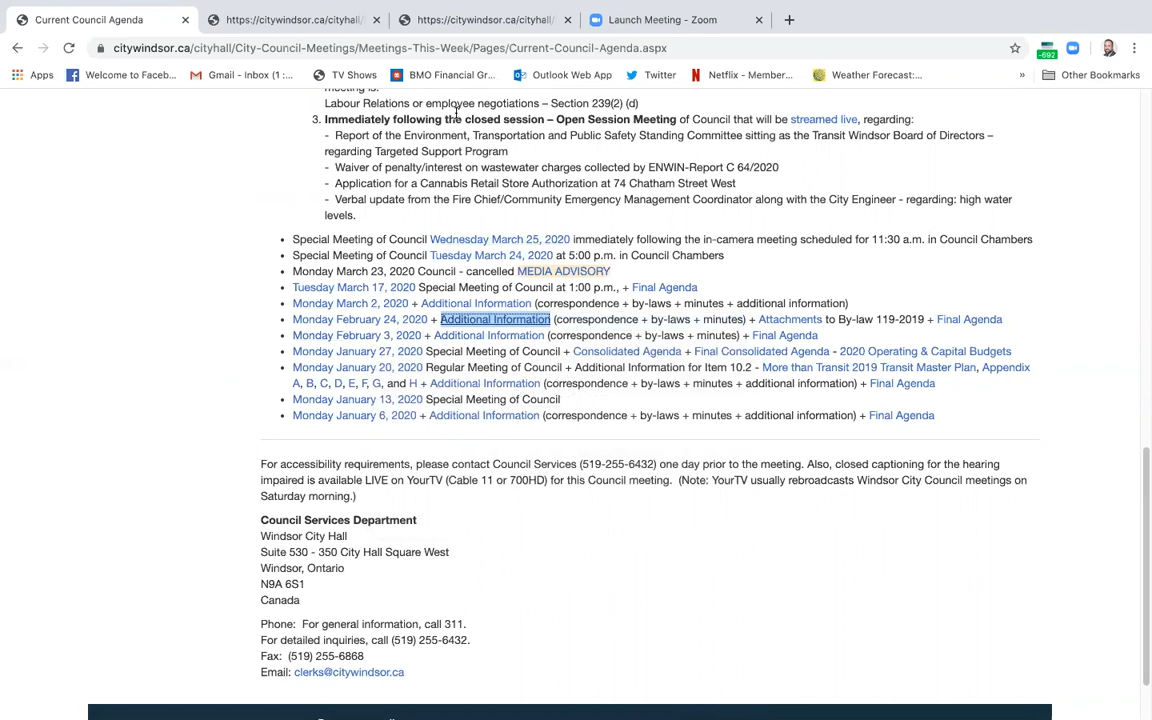 Current Council Agenda
https://citywindsor.ca/cityhall/
https://citywindsor.ca/cityhall/
Launch Meeting - Zoom
citywindsor.ca/cityhall/City-Council-Meetings/Meetings-This-Week/Pages/Current-Council-Agenda.aspx
-692
Apps
Welcome to Faceb...
Gmail - Inbox (1 :...
TV Shows
BMO Financial Gr...
Outlook Web App
Twitter
Netflix - Member...
Weather Forecast:...
»
Other Bookmarks
meeting is:
Labour Relations or employee negotiations – Section 239(2) (d)
3. Immediately following the closed session – Open Session Meeting of Council that will be streamed live, regarding:
- Report of the Environment, Transportation and Public Safety Standing Committee sitting as the Transit Windsor Board of Directors –
regarding Targeted Support Program
- Waiver of penalty/interest on wastewater charges collected by ENWIN-Report C 64/2020
- Application for a Cannabis Retail Store Authorization at 74 Chatham Street West
- Verbal update from the Fire Chief/Community Emergency Management Coordinator along with the City Engineer - regarding: high water
levels.
• Special Meeting of Council Wednesday March 25, 2020 immediately following the in-camera meeting scheduled for 11:30 a.m. in Council Chambers
• Special Meeting of Council Tuesday March 24, 2020 at 5:00 p.m. in Council Chambers
• Monday March 23, 2020 Council - cancelled MEDIA ADVISORY
• Tuesday March 17, 2020 Special Meeting of Council at 1:00 p.m., + Final Agenda
• Monday March 2, 2020 + Additional Information (correspondence + by-laws + minutes + additional information)
• Monday February 24, 2020 + Additional Information (correspondence + by-laws + minutes) + Attachments to By-law 119-2019 + Final Agenda
• Monday February 3, 2020 + Additional Information (correspondence + by-laws + minutes) + Final Agenda
• Monday January 27, 2020 Special Meeting of Council + Consolidated Agenda + Final Consolidated Agenda - 2020 Operating & Capital Budgets
• Monday January 20, 2020 Regular Meeting of Council + Additional Information for Item 10.2 - More than Transit 2019 Transit Master Plan, Appendix
A, B, C, D, E, F, G, and H + Additional Information (correspondence + by-laws + minutes + additional information) + Final Agenda
• Monday January 13, 2020 Special Meeting of Council
• Monday January 6, 2020 + Additional Information (correspondence + by-laws + minutes + additional information) + Final Agenda
For accessibility requirements, please contact Council Services (519-255-6432) one day prior to the meeting. Also, closed captioning for the hearing
impaired is available LIVE on YourTV (Cable 11 or 700HD) for this Council meeting. (Note: YourTV usually rebroadcasts Windsor City Council meetings on
Saturday morning.)
Council Services Department
Windsor City Hall
Suite 530 - 350 City Hall Square West
Windsor, Ontario
N9A 6S1
Canada
Phone: For general information, call 311.
For detailed inquiries, call (519) 255-6432.
Fax: (519) 255-6868
Email: clerks@citywindsor.ca